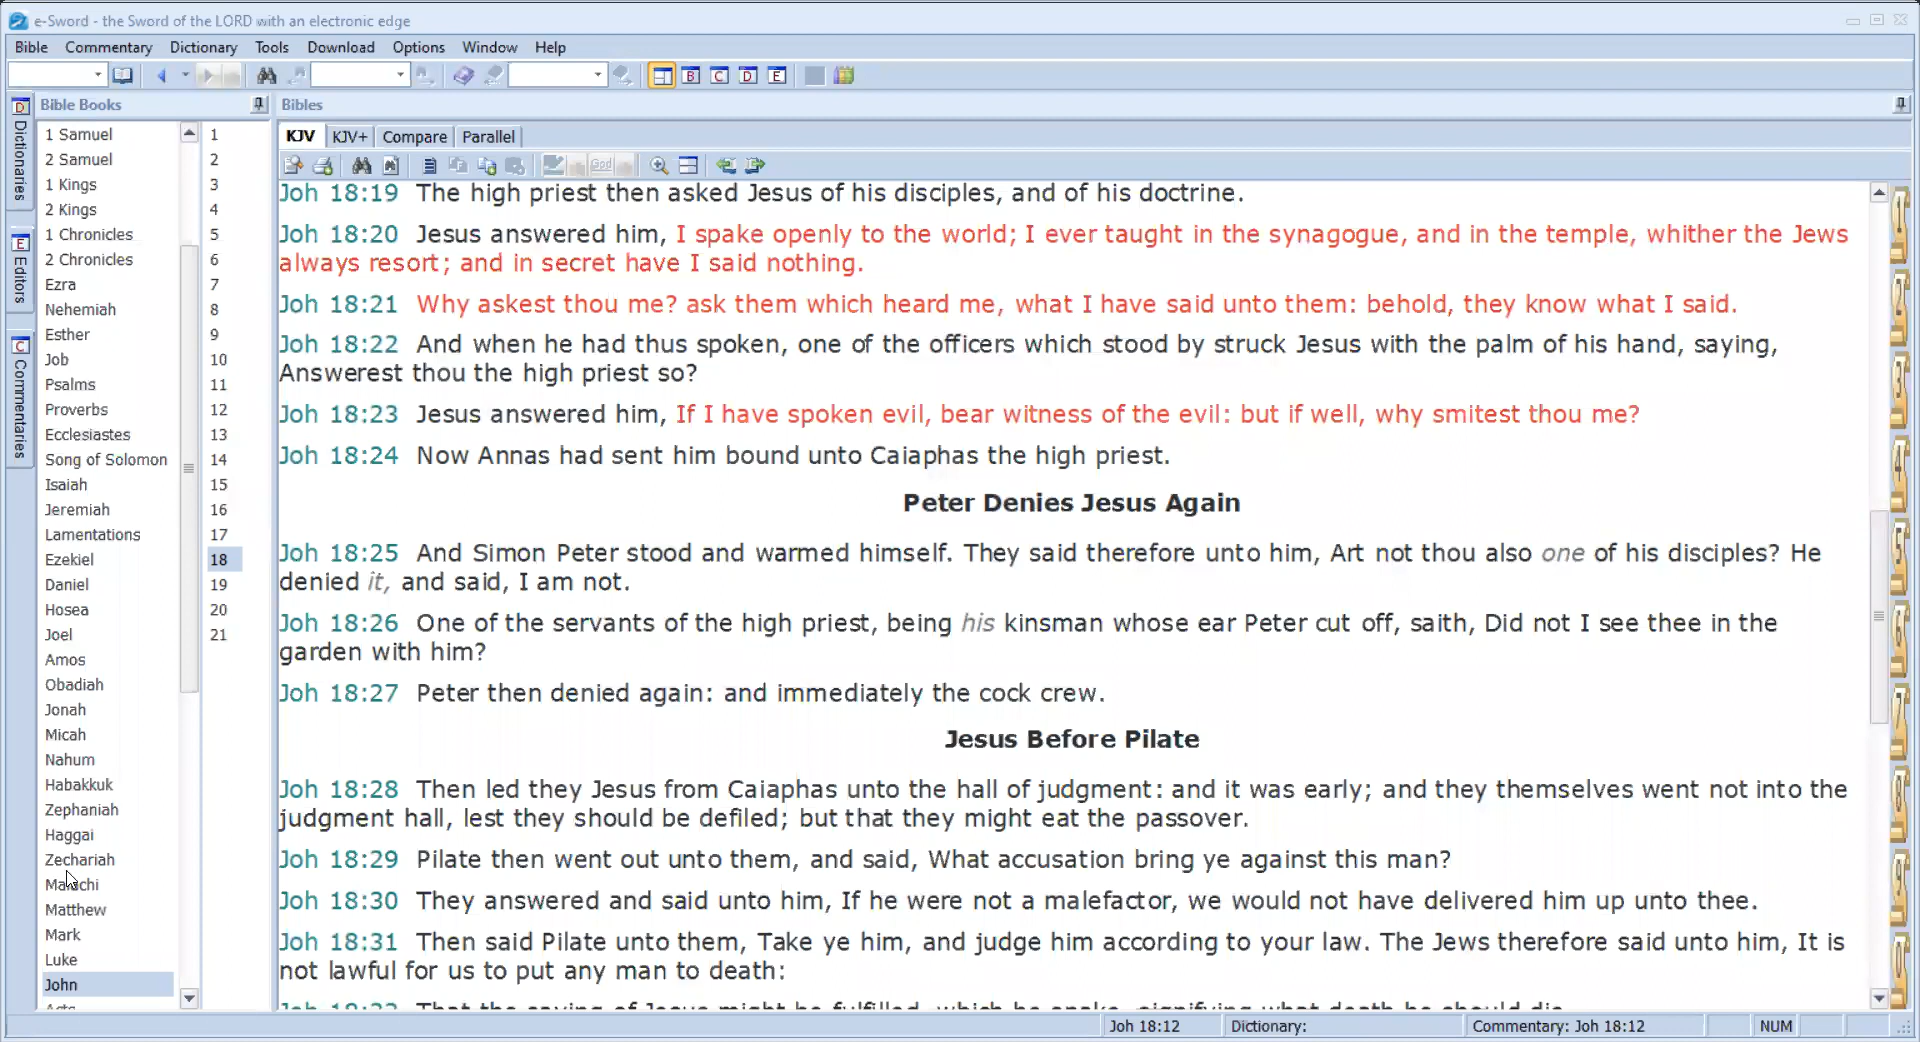 e-Sword - the Sword of the LORD with an electronic edge
Bible Commentary Dictionary Tools Download Options Window Help
Bible Books
Bibles
Dictionaries
Editors
Commentaries
1 Samuel
2 Samuel
1 Kings
2 Kings
1 Chronicles
2 Chronicles
Ezra
Nehemiah
Esther
Job
Psalms
Proverbs
Ecclesiastes
Song of Solomon
Isaiah
Jeremiah
Lamentations
Ezekiel
Daniel
Hosea
Joel
Amos
Obadiah
Jonah
Micah
Nahum
Habakkuk
Zephaniah
Haggai
Zechariah
Malachi
Matthew
Mark
Luke
John
1
2
3
4
5
6
7
8
9
10
11
12
13
14
15
16
17
18
19
20
21
KJV KJV+ Compare Parallel
Joh 18:19 The high priest then asked Jesus of his disciples, and of his doctrine.
Joh 18:20 Jesus answered him, I spake openly to the world; I ever taught in the synagogue, and in the temple, whither the Jews
always resort; and in secret have I said nothing.
Joh 18:21 Why askest thou me? ask them which heard me, what I have said unto them: behold, they know what I said.
Joh 18:22 And when he had thus spoken, one of the officers which stood by struck Jesus with the palm of his hand, saying,
Answerest thou the high priest so?
Joh 18:23 Jesus answered him, If I have spoken evil, bear witness of the evil: but if well, why smitest thou me?
Joh 18:24 Now Annas had sent him bound unto Caiaphas the high priest.
Peter Denies Jesus Again
Joh 18:25 And Simon Peter stood and warmed himself. They said therefore unto him, Art not thou also one of his disciples? He
denied it, and said, I am not.
Joh 18:26 One of the servants of the high priest, being his kinsman whose ear Peter cut off, saith, Did not I see thee in the
garden with him?
Joh 18:27 Peter then denied again: and immediately the cock crew.
Jesus Before Pilate
Joh 18:28 Then led they Jesus from Caiaphas unto the hall of judgment: and it was early; and they themselves went not into the
judgment hall, lest they should be defiled; but that they might eat the passover.
Joh 18:29 Pilate then went out unto them, and said, What accusation bring ye against this man?
Joh 18:30 They answered and said unto him, If he were not a malefactor, we would not have delivered him up unto thee.
Joh 18:31 Then said Pilate unto them, Take ye him, and judge him according to your law. The Jews therefore said unto him, It is
not lawful for us to put any man to death:
Joh 18:12 Dictionary: Commentary: Joh 18:12 NUM